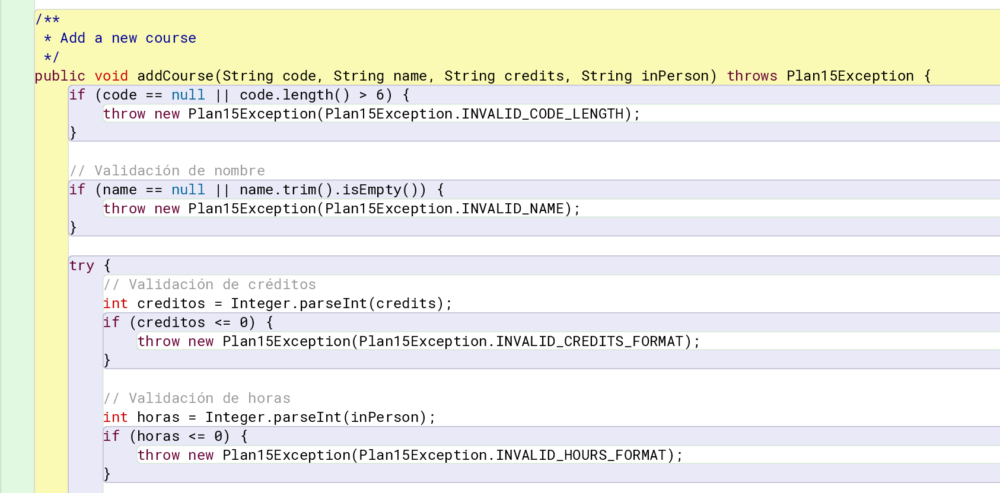 /**
 * Add a new course
 */
public void addCourse(String code, String name, String credits, String inPerson) throws Plan15Exception {
    if (code == null || code.length() > 6) {
        throw new Plan15Exception(Plan15Exception.INVALID_CODE_LENGTH);
    }

    // Validación de nombre
    if (name == null || name.trim().isEmpty()) {
        throw new Plan15Exception(Plan15Exception.INVALID_NAME);
    }

    try {
        // Validación de créditos
        int creditos = Integer.parseInt(credits);
        if (creditos <= 0) {
            throw new Plan15Exception(Plan15Exception.INVALID_CREDITS_FORMAT);
        }

        // Validación de horas
        int horas = Integer.parseInt(inPerson);
        if (horas <= 0) {
            throw new Plan15Exception(Plan15Exception.INVALID_HOURS_FORMAT);
        }